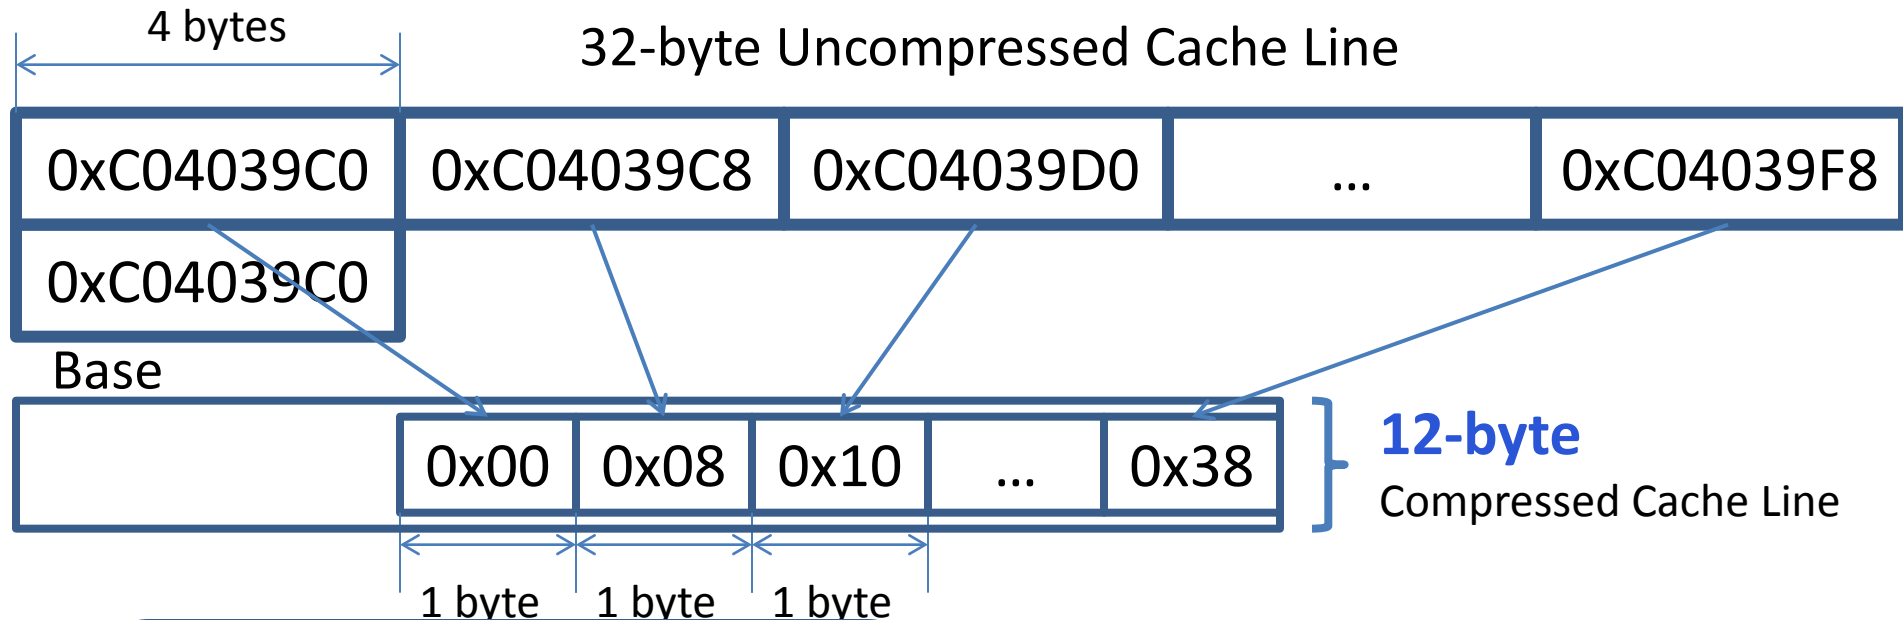 4 bytes
32-byte Uncompressed Cache Line
0xC04039C0 0xC04039C8 0xC04039D0 … 0xC04039F8
0xC04039C0
Base
0x00 0x08 0x10 … 0x38
12-byte
Compressed Cache Line
1 byte 1 byte 1 byte